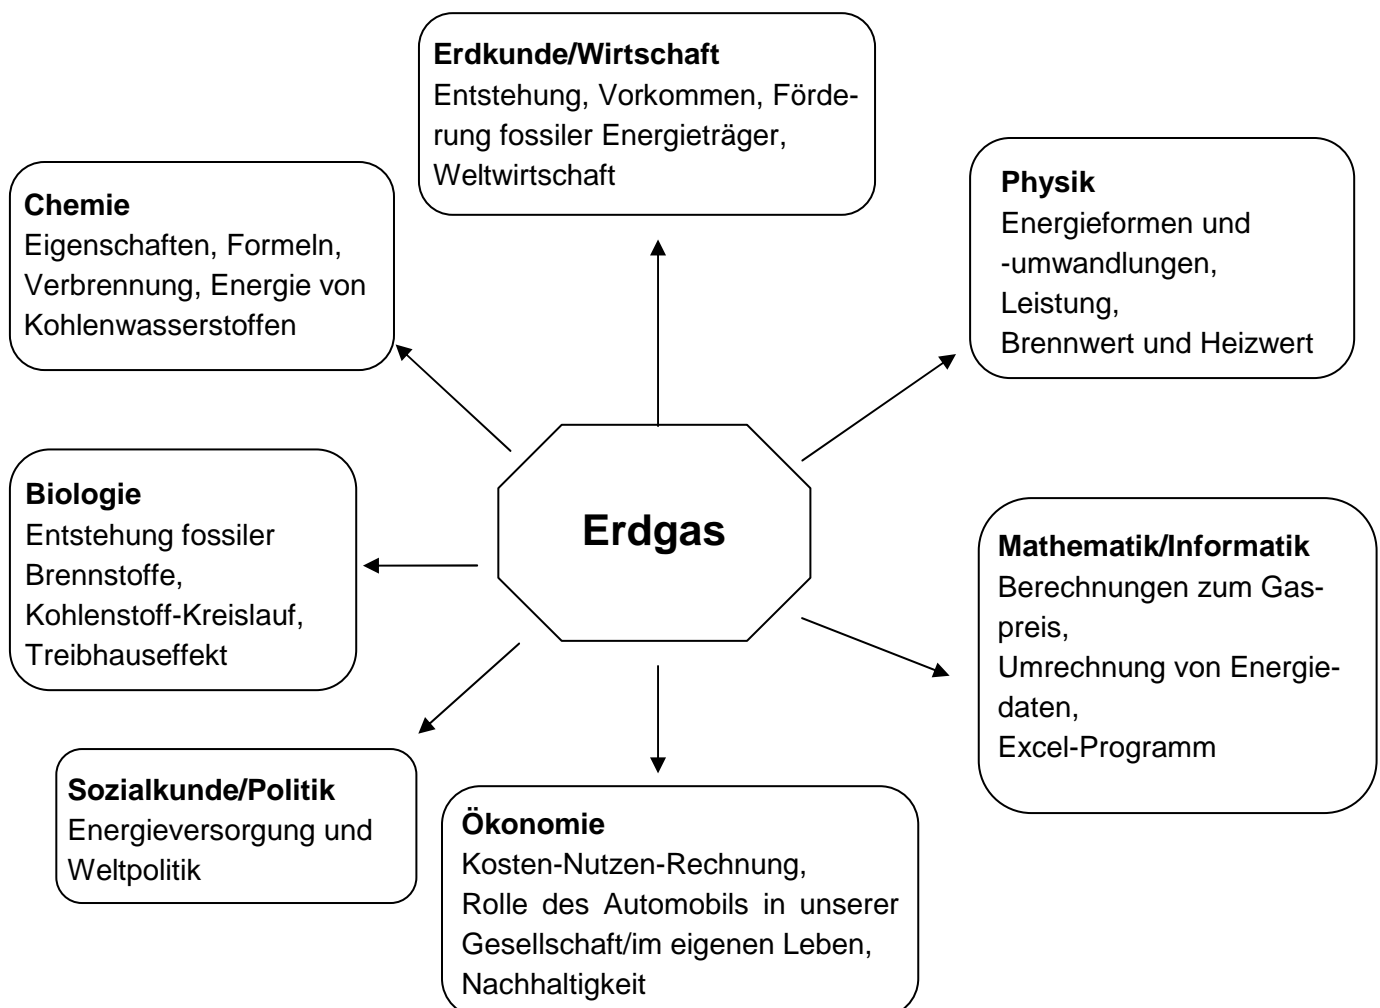 Erdkunde/Wirtschaft
Entstehung, Vorkommen, Förde-
rung fossiler Energieträger,
Weltwirtschaft
Chemie
Eigenschaften, Formeln,
Verbrennung, Energie von
Kohlenwasserstoffen
Physik
Energieformen und
-umwandlungen,
Leistung,
Brennwert und Heizwert
Erdgas
Biologie
Entstehung fossiler
Brennstoffe,
Kohlenstoff-Kreislauf,
Treibhauseffekt
Mathematik/Informatik
Berechnungen zum Gas-
preis,
Umrechnung von Energie-
daten,
Excel-Programm
Sozialkunde/Politik
Energieversorgung und
Weltpolitik
Ökonomie
Kosten-Nutzen-Rechnung,
Rolle des Automobils in unserer
Gesellschaft/im eigenen Leben,
Nachhaltigkeit